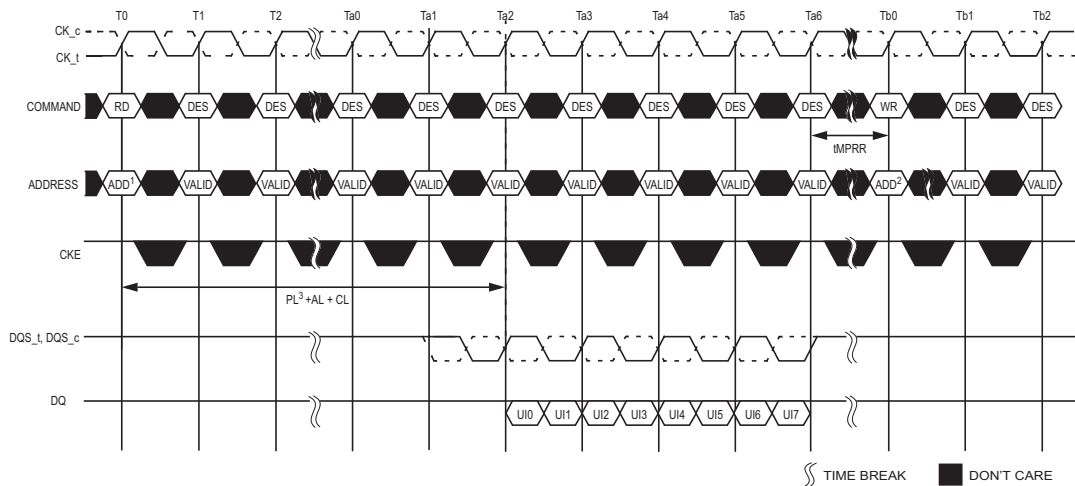 T0 T1 T2 Ta0 Ta1 Ta2 Ta3 Ta4 Ta5 Ta6 Tb0 Tb1 Tb2
CK_c
CK_t
COMMAND RD DES DES DES DES DES DES DES DES DES WR DES DES
tMPRR
ADDRESS ADD1 VALID VALID VALID VALID VALID VALID VALID VALID VALID ADD2 VALID VALID
CKE
PL3 +AL + CL
DQS_t, DQS_c
DQ UI0 UI1 UI2 UI3 UI4 UI5 UI6 UI7
TIME BREAK DON'T CARE